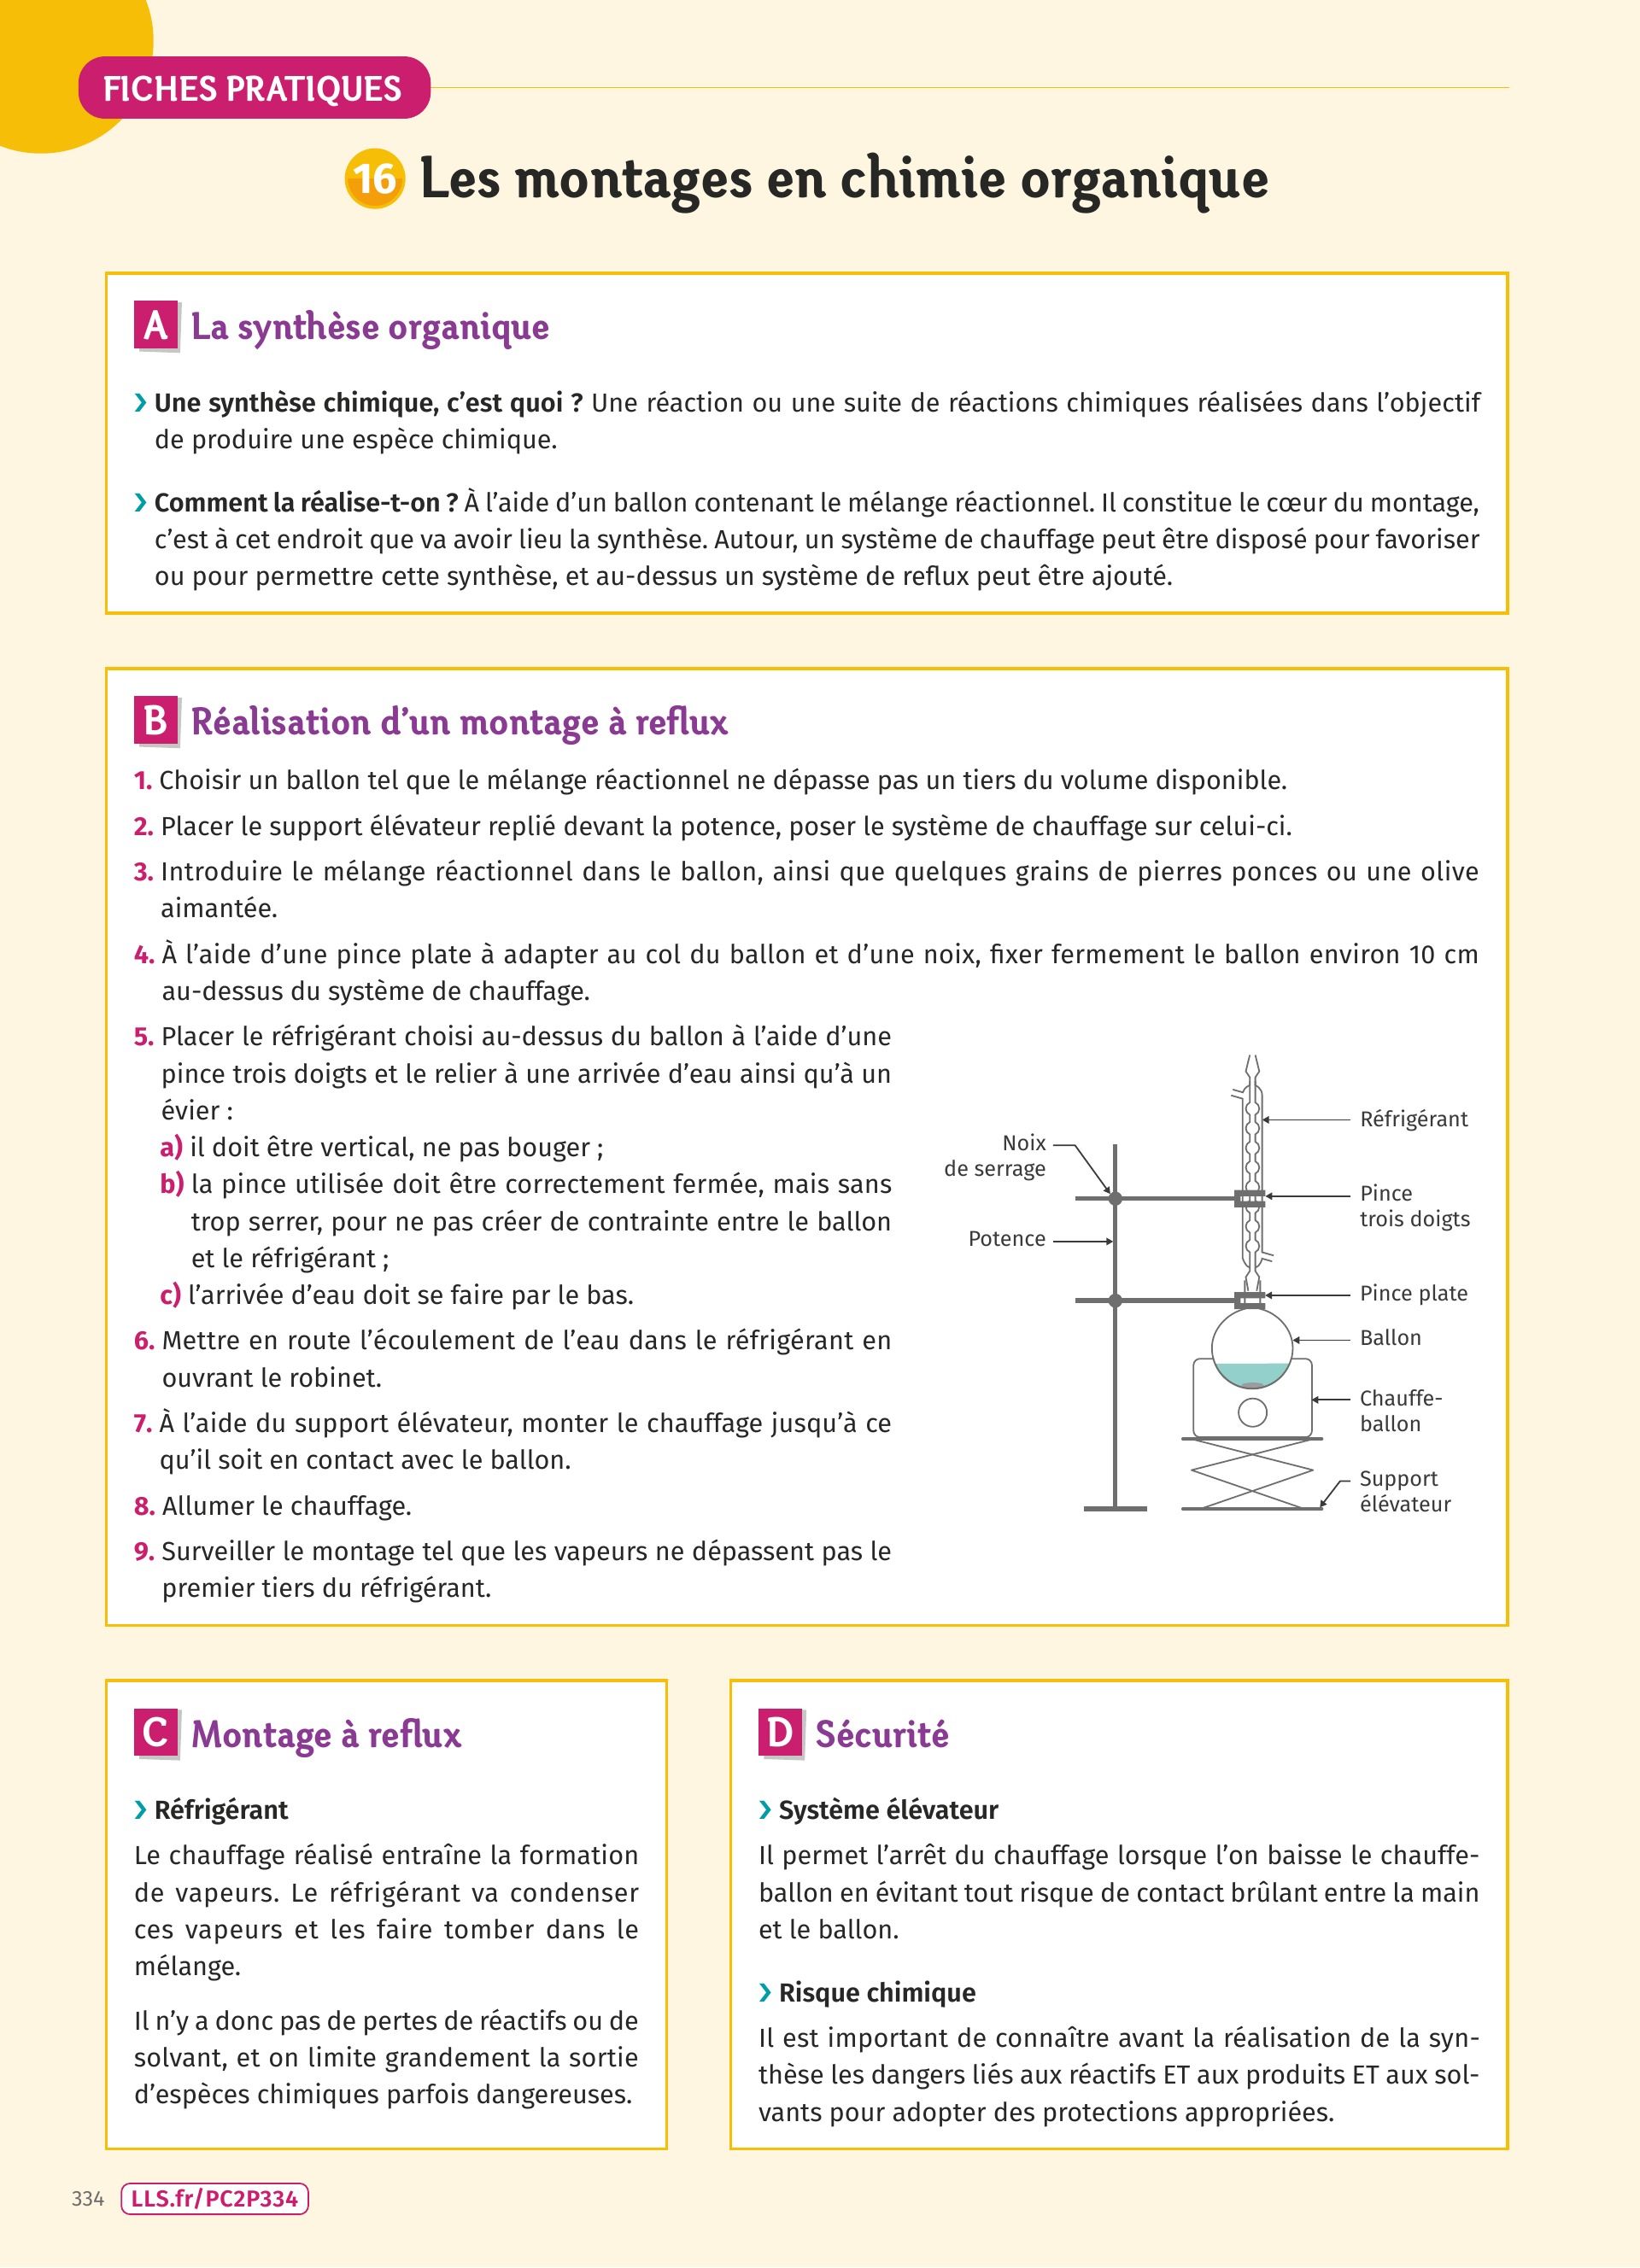 FICHES PRATIQUES
16 Les montages en chimie organique
A La synthèse organique
› Une synthèse chimique, c’est quoi ? Une réaction ou une suite de réactions chimiques réalisées dans l’objectif
de produire une espèce chimique.
› Comment la réalise-t-on ? À l’aide d’un ballon contenant le mélange réactionnel. Il constitue le cœur du montage,
c’est à cet endroit que va avoir lieu la synthèse. Autour, un système de chauffage peut être disposé pour favoriser
ou pour permettre cette synthèse, et au-dessus un système de reflux peut être ajouté.
B Réalisation d’un montage à reflux
1. Choisir un ballon tel que le mélange réactionnel ne dépasse pas un tiers du volume disponible.
2. Placer le support élévateur replié devant la potence, poser le système de chauffage sur celui-ci.
3. Introduire le mélange réactionnel dans le ballon, ainsi que quelques grains de pierres ponces ou une olive
aimantée.
4. À l’aide d’une pince plate à adapter au col du ballon et d’une noix, fixer fermement le ballon environ 10 cm
au-dessus du système de chauffage.
5. Placer le réfrigérant choisi au-dessus du ballon à l’aide d’une
pince trois doigts et le relier à une arrivée d’eau ainsi qu’à un
évier :
a) il doit être vertical, ne pas bouger ;
b) la pince utilisée doit être correctement fermée, mais sans
trop serrer, pour ne pas créer de contrainte entre le ballon
et le réfrigérant ;
c) l’arrivée d’eau doit se faire par le bas.
6. Mettre en route l’écoulement de l’eau dans le réfrigérant en
ouvrant le robinet.
7. À l’aide du support élévateur, monter le chauffage jusqu’à ce
qu’il soit en contact avec le ballon.
8. Allumer le chauffage.
9. Surveiller le montage tel que les vapeurs ne dépassent pas le
premier tiers du réfrigérant.
Noix
de serrage
Potence
Réfrigérant
Pince
trois doigts
Pince plate
Ballon
Chauffe-
ballon
Support
élévateur
C Montage à reflux
› Réfrigérant
Le chauffage réalisé entraîne la formation
de vapeurs. Le réfrigérant va condenser
ces vapeurs et les faire tomber dans le
mélange.
Il n’y a donc pas de pertes de réactifs ou de
solvant, et on limite grandement la sortie
d’espèces chimiques parfois dangereuses.
D Sécurité
› Système élévateur
Il permet l’arrêt du chauffage lorsque l’on baisse le chauffe-
ballon en évitant tout risque de contact brûlant entre la main
et le ballon.
› Risque chimique
Il est important de connaître avant la réalisation de la syn-
thèse les dangers liés aux réactifs ET aux produits ET aux sol-
vants pour adopter des protections appropriées.
334 LLS.fr/PC2P334